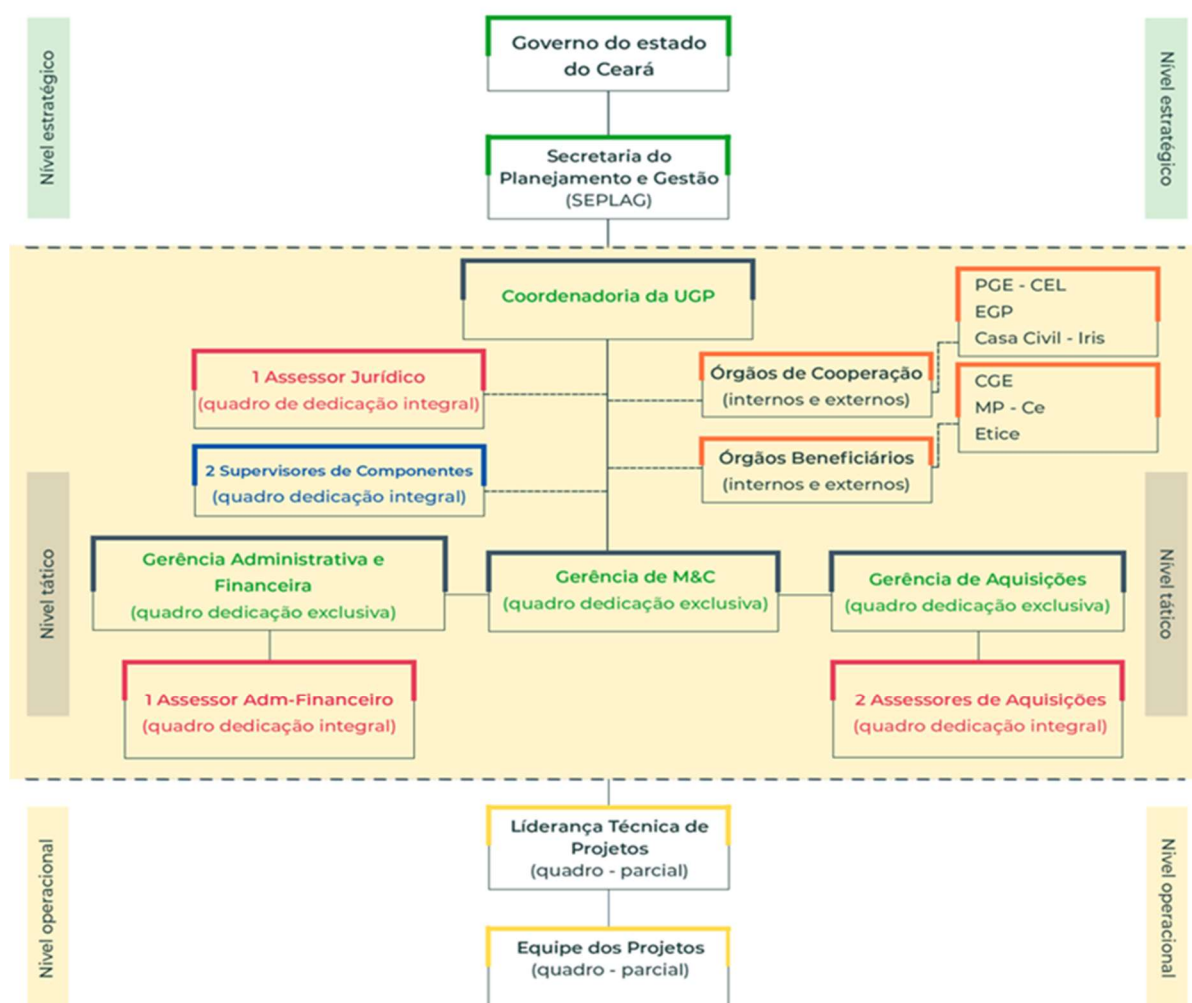 Nível estratégico
Nível estratégico
Governo do estado
do Ceará
Secretaria do
Planejamento e Gestão
(SEPLAG)
Coordenadoria da UGP
PGE - CEL
EGP
Casa Civil - Iris
1 Assessor Jurídico
(quadro de dedicação integral)
Órgãos de Cooperação
(internos e externos)
CGE
MP - Ce
Etice
2 Supervisores de Componentes
(quadro dedicação integral)
Órgãos Beneficiários
(internos e externos)
Nível tático
Nível tático
Gerência Administrativa e
Financeira
(quadro dedicação exclusiva)
Gerência de M&C
(quadro dedicação exclusiva)
Gerência de Aquisições
(quadro dedicação exclusiva)
1 Assessor Adm-Financeiro
(quadro dedicação integral)
2 Assessores de Aquisições
(quadro dedicação integral)
Nivel operacional
Nivel operacional
Líderança Técnica de
Projetos
(quadro - parcial)
Equipe dos Projetos
(quadro - parcial)